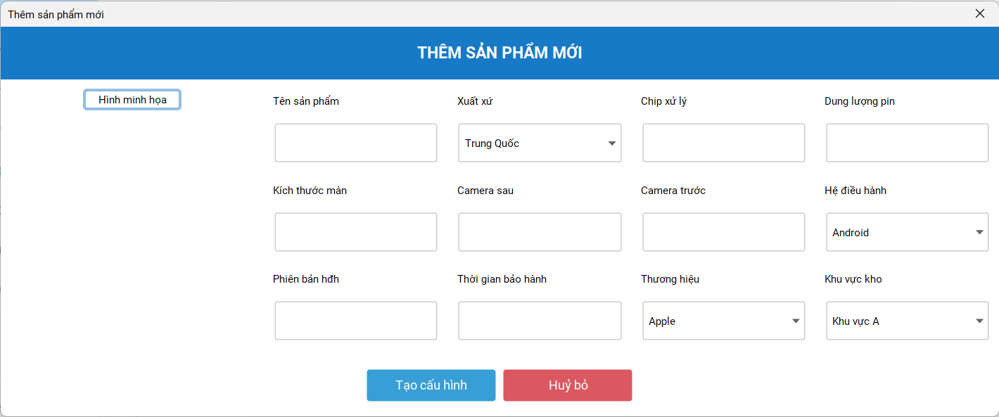 Thêm sản phẩm mới
THÊM SẢN PHẨM MỚI
Hình minh họa
Tên sản phẩm
Xuất xứ
Chip xử lý
Dung lượng pin
Trung Quốc
Kích thước màn
Camera sau
Camera trước
Hệ điều hành
Android
Phiên bản hđh
Thời gian bảo hành
Thương hiệu
Khu vực kho
Apple
Khu vực A
Tạo cấu hình
Huỷ bỏ